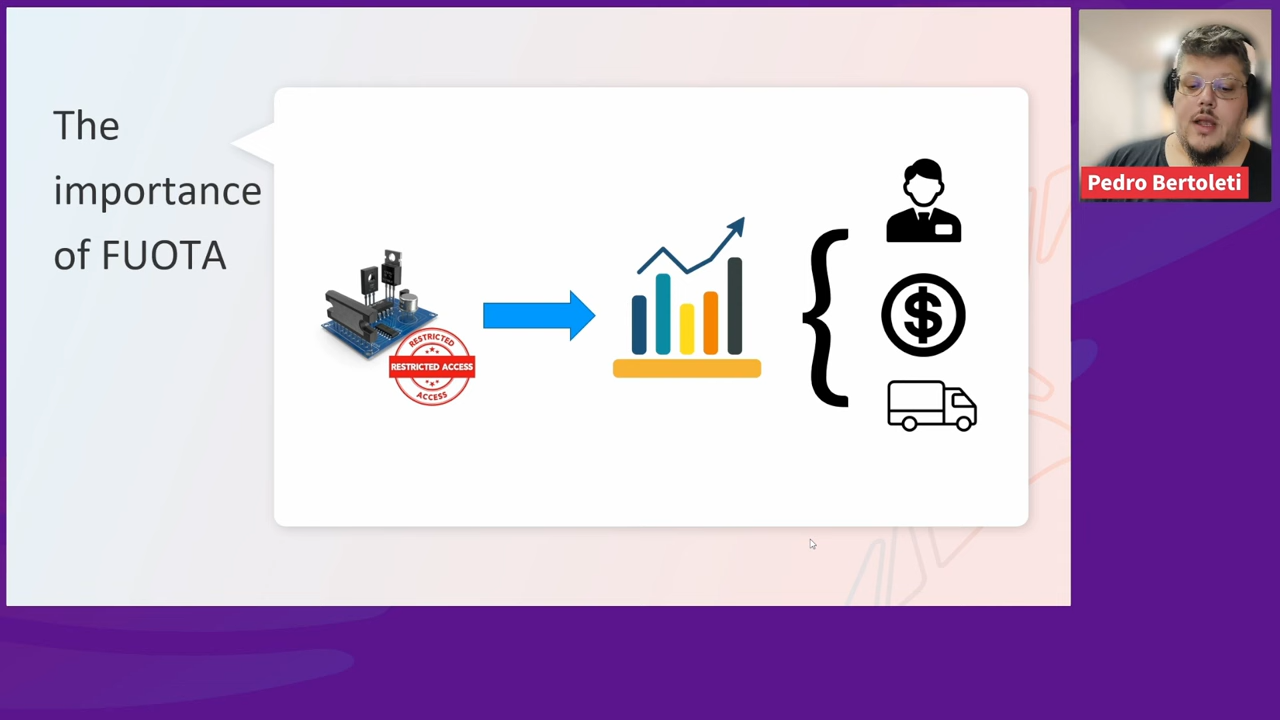 The
importance
of FUOTA
RESTRICTED
RESTRICTED ACCESS
ACCESS
$
Pedro Bertoleti